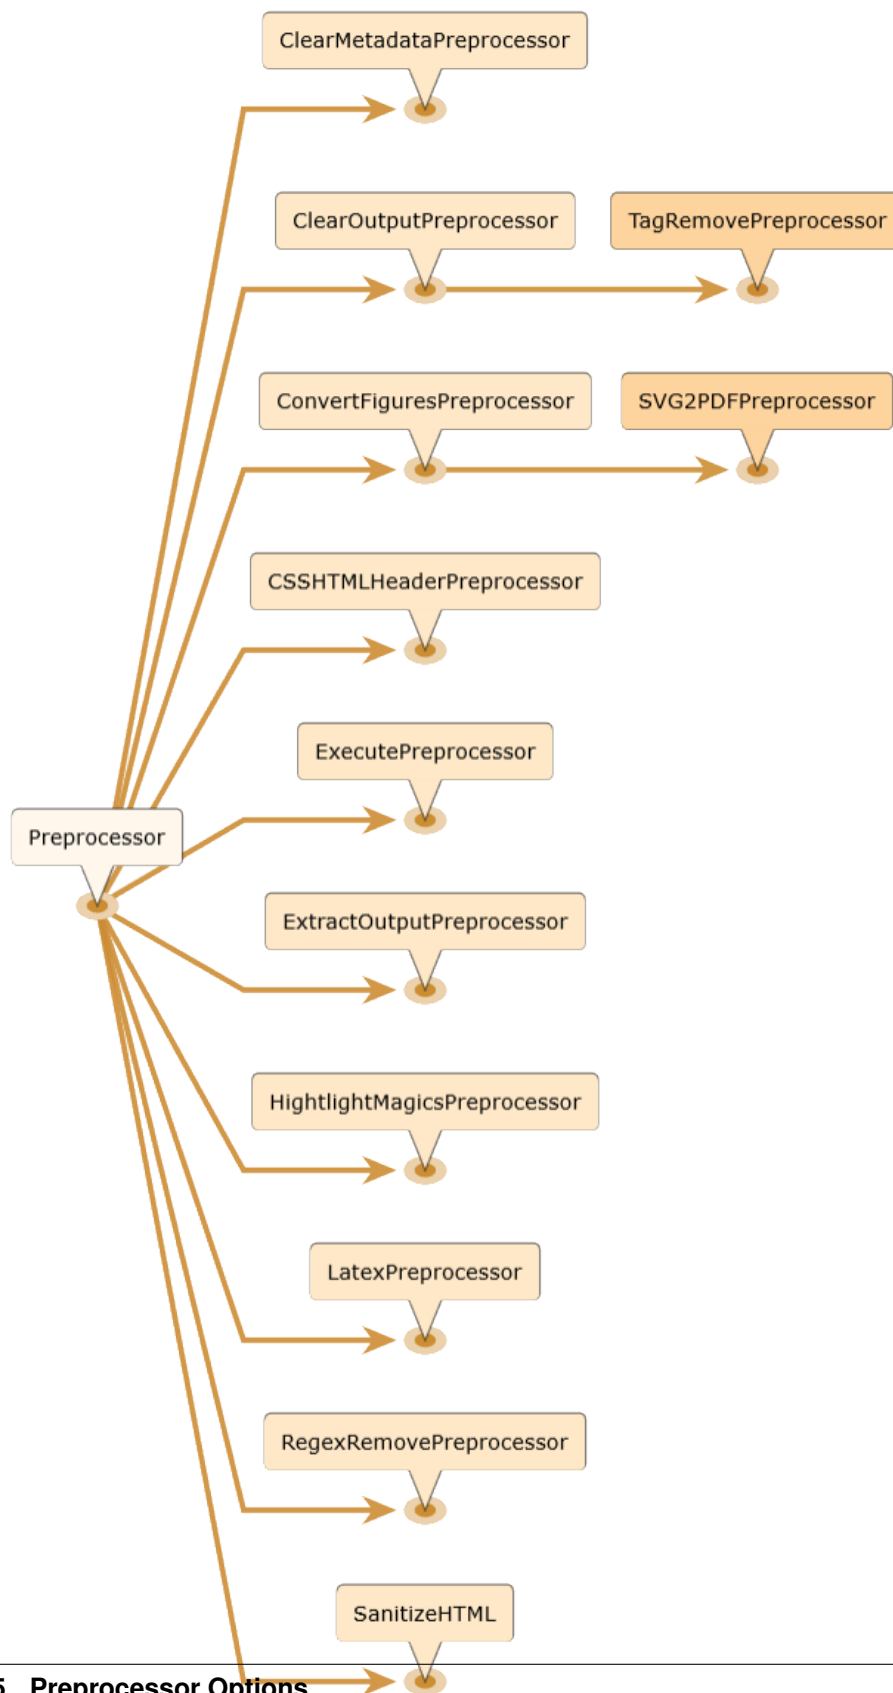 ClearMetadataPreprocessor
ClearOutputPreprocessor
TagRemovePreprocessor
ConvertFiguresPreprocessor
SVG2PDFPreprocessor
CSSHTMLHeaderPreprocessor
ExecutePreprocessor
Preprocessor
ExtractOutputPreprocessor
HightlightMagicsPreprocessor
LatexPreprocessor
RegexRemovePreprocessor
SanitizeHTML
Preprocessor Options